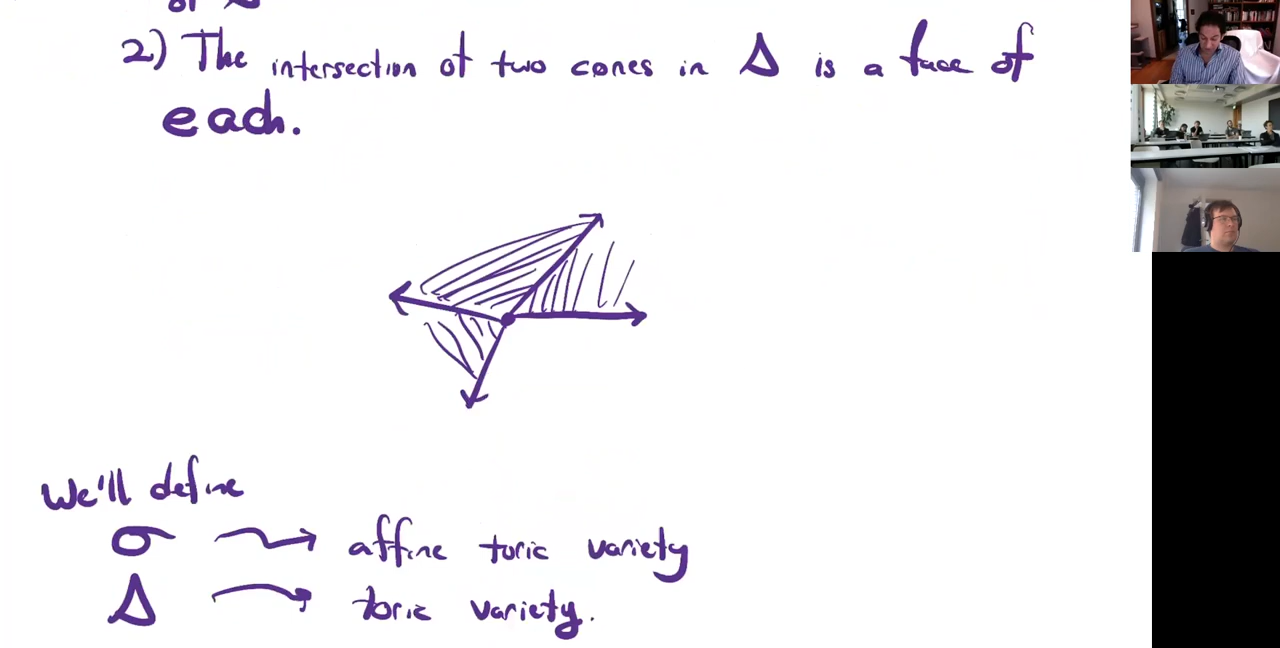 2) The intersection of two cones in Δ is a face of
each.
We'll define
σ ⇝ affine toric variety
Δ → toric variety.